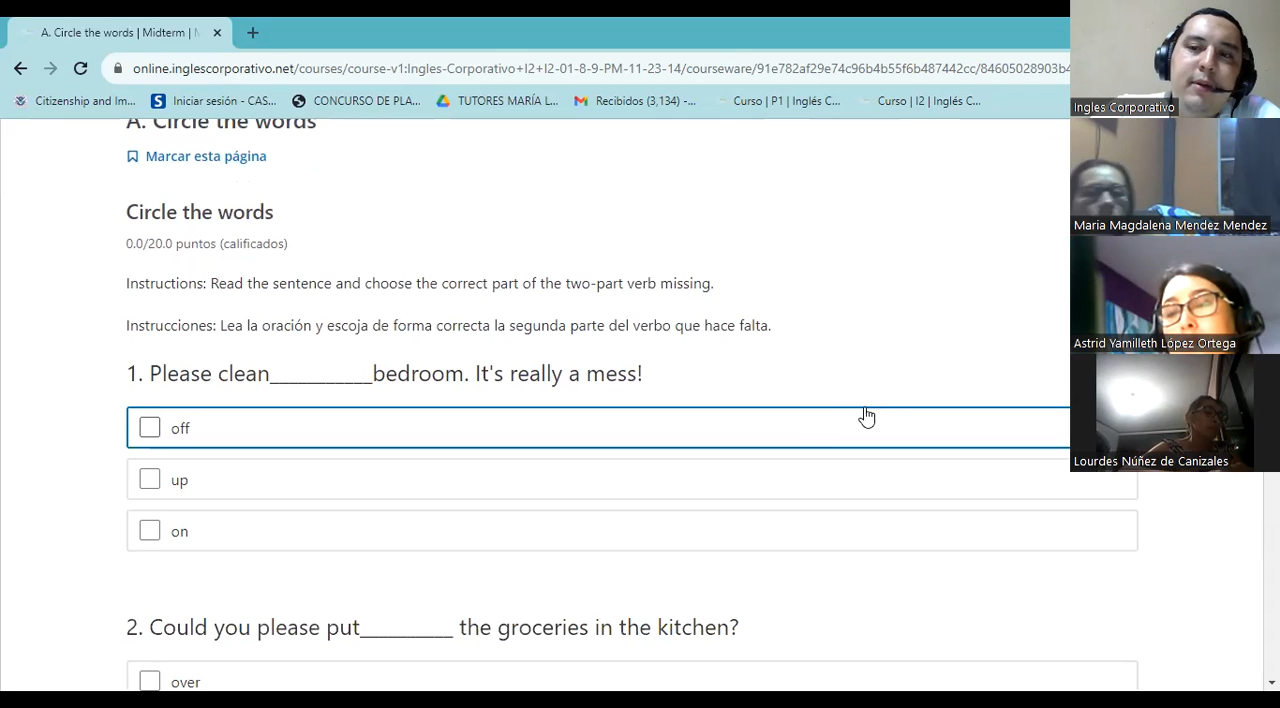 A. Circle the words | Midterm | M
online.inglescorporativo.net/courses/course-v1:Ingles-Corporativo+I2+I2-01-8-9-PM-11-23-14/courseware/91e782af29e74c96b4b55f6b487442cc/84605028903b4
Citizenship and Im... Iniciar sesión - CAS... CONCURSO DE PLA... TUTORES MARÍA L... Recibidos (3,134) -... Curso | P1 | Inglés C... Curso | I2 | Inglés C...
A. Circle the words
Marcar esta página
Circle the words
0.0/20.0 puntos (calificados)
Instructions: Read the sentence and choose the correct part of the two-part verb missing.
Instrucciones: Lea la oración y escoja de forma correcta la segunda parte del verbo que hace falta.
1. Please clean___________bedroom. It's really a mess!
off
up
on
2. Could you please put__________ the groceries in the kitchen?
over
Ingles Corporativo
Maria Magdalena Mendez Mendez
Astrid Yamilleth López Ortega
Lourdes Núñez de Canizales